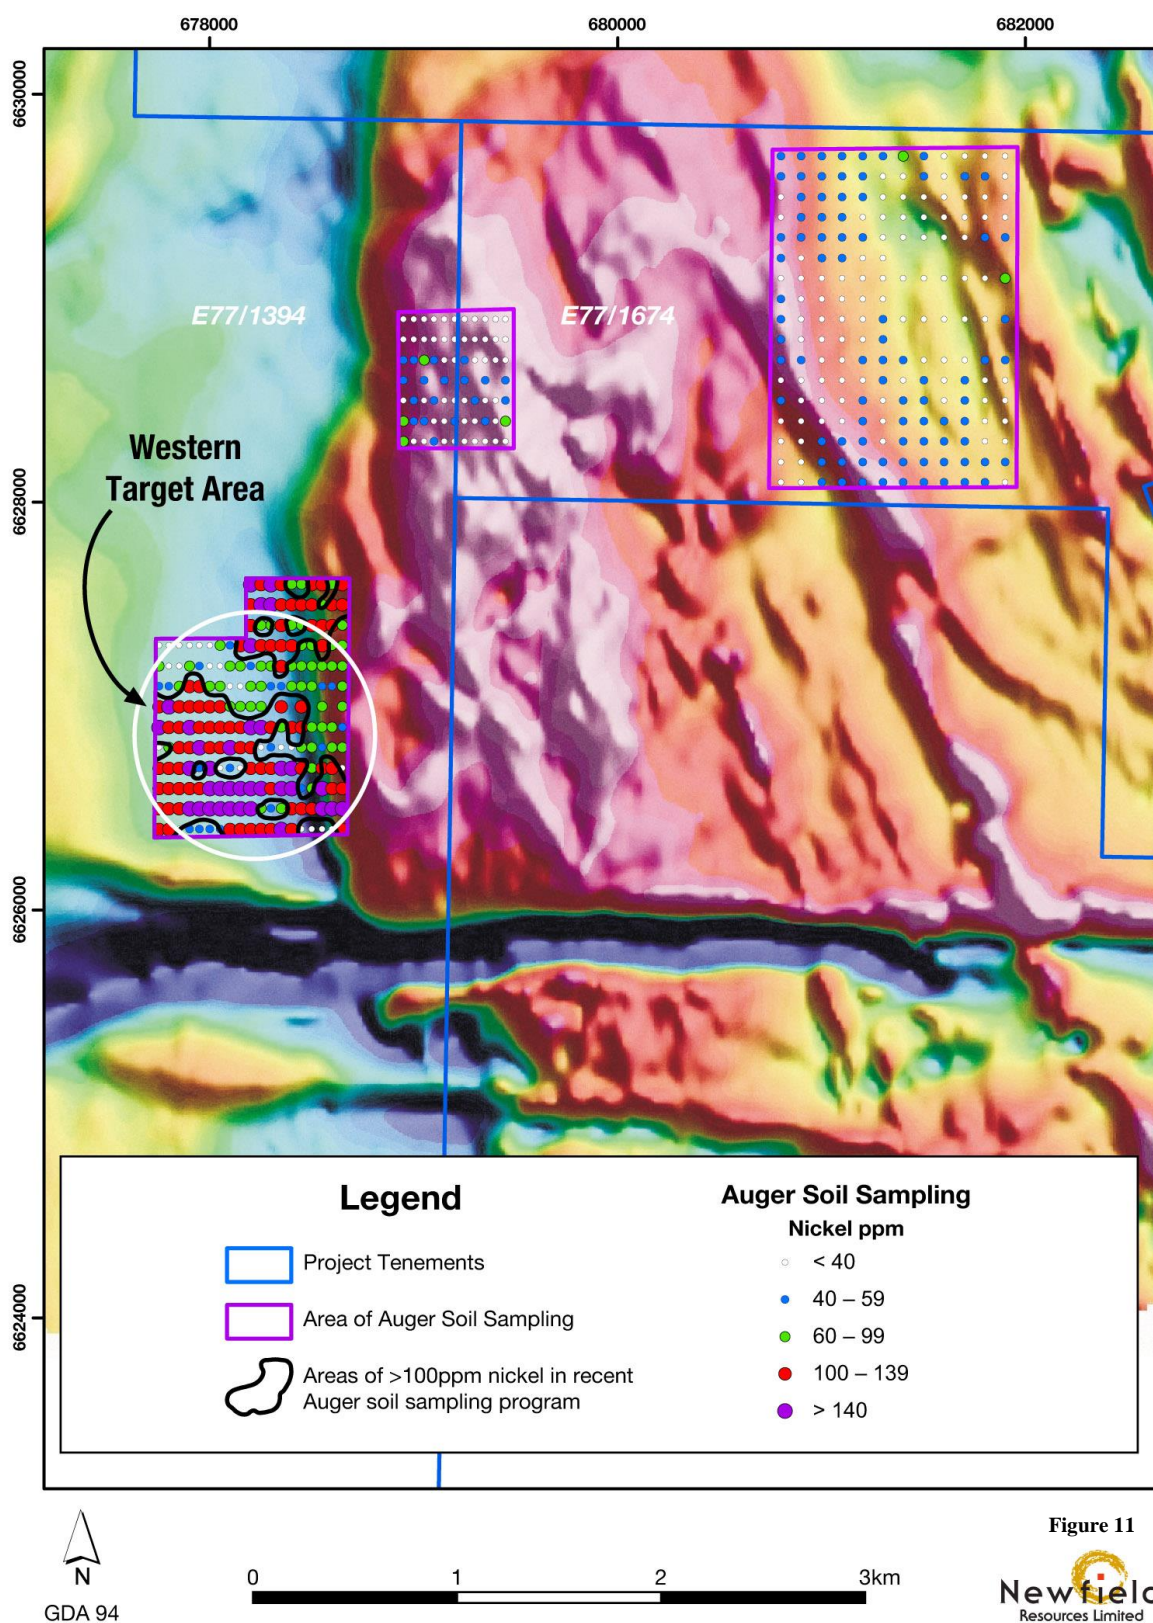 678000
680000
682000
6630000
E77/1394
E77/1674
Western
Target Area
6628000
6626000
6624000
Legend
Project Tenements
Area of Auger Soil Sampling
Areas of >100ppm nickel in recent
Auger soil sampling program
Auger Soil Sampling
Nickel ppm
< 40
40 – 59
60 – 99
100 – 139
> 140
Figure 11
N
GDA 94
0 1 2 3km
Newfield
Resources Limited